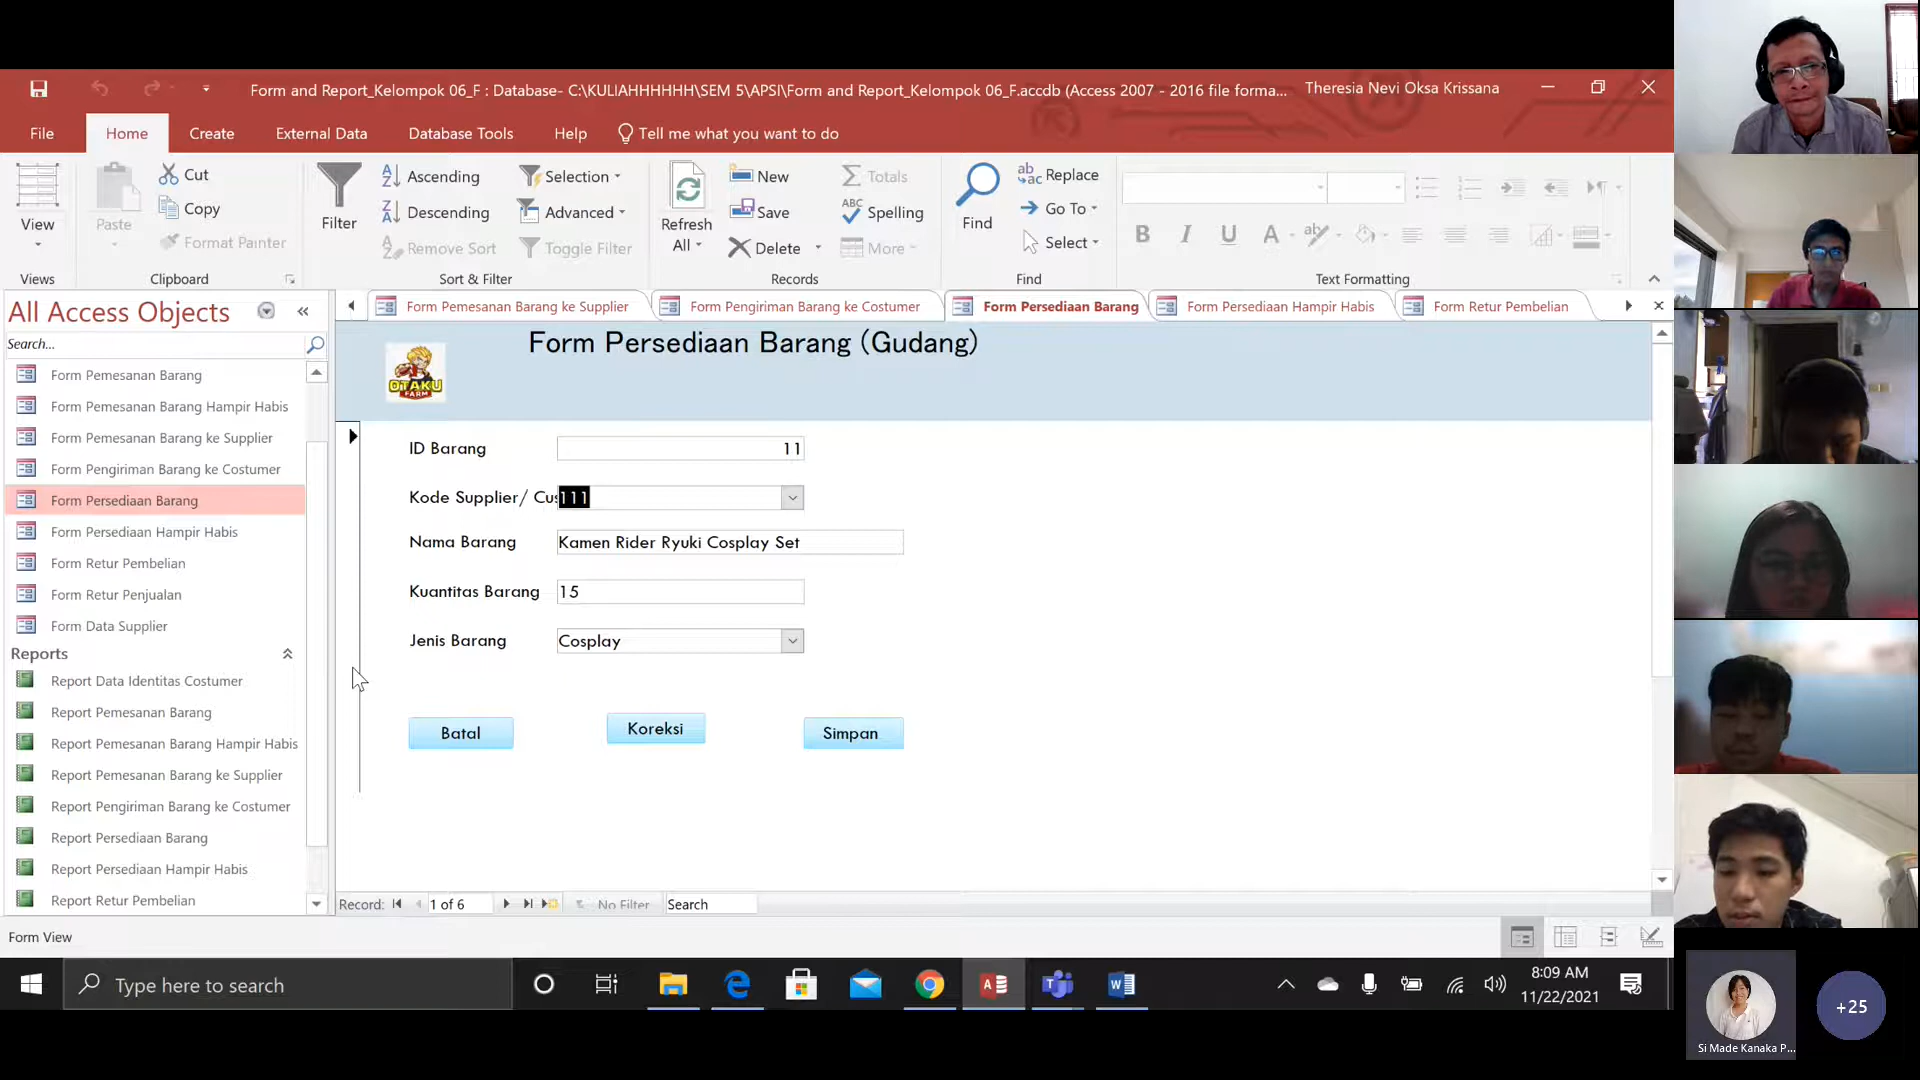 Form and Report_Kelompok 06_F : Database- C:\KULIAHHHHHH\SEM 5\APSI\Form and Report_Kelompok 06_F.accdb (Access 2007 - 2016 file forma...
Theresia Nevi Oksa Krissana
File Home Create External Data Database Tools Help Tell me what you want to do
View
Views
Paste
Cut
Copy
Format Painter
Clipboard
Filter
Ascending
Descending
Remove Sort
Selection
Advanced
Toggle Filter
Sort & Filter
Refresh
All
New
Save
Delete
Totals
Spelling
More
Records
Find
Replace
Go To
Select
Find
B I U A
Text Formatting
All Access Objects
Search...
Form Pemesanan Barang
Form Pemesanan Barang Hampir Habis
Form Pemesanan Barang ke Supplier
Form Pengiriman Barang ke Costumer
Form Persediaan Barang
Form Persediaan Hampir Habis
Form Retur Pembelian
Form Retur Penjualan
Form Data Supplier
Reports
Report Data Identitas Costumer
Report Pemesanan Barang
Report Pemesanan Barang Hampir Habis
Report Pemesanan Barang ke Supplier
Report Pengiriman Barang ke Costumer
Report Persediaan Barang
Report Persediaan Hampir Habis
Report Retur Pembelian
Form Pemesanan Barang ke Supplier
Form Pengiriman Barang ke Costumer
Form Persediaan Barang
Form Persediaan Hampir Habis
Form Retur Pembelian
OTAKU
FARM
Form Persediaan Barang (Gudang)
ID Barang 11
Kode Supplier/ Cus 111
Nama Barang Kamen Rider Ryuki Cosplay Set
Kuantitas Barang 15
Jenis Barang Cosplay
Batal Koreksi Simpan
Record: 1 of 6 No Filter Search
Form View
Type here to search
8:09 AM
11/22/2021
Si Made Kanaka P...
+25